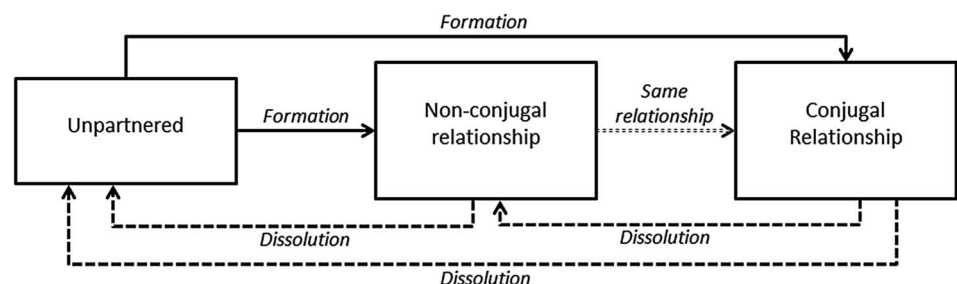 Formation
Unpartnered
Formation
Non-conjugal
relationship
Same
relationship
Conjugal
Relationship
Dissolution
Dissolution
Dissolution